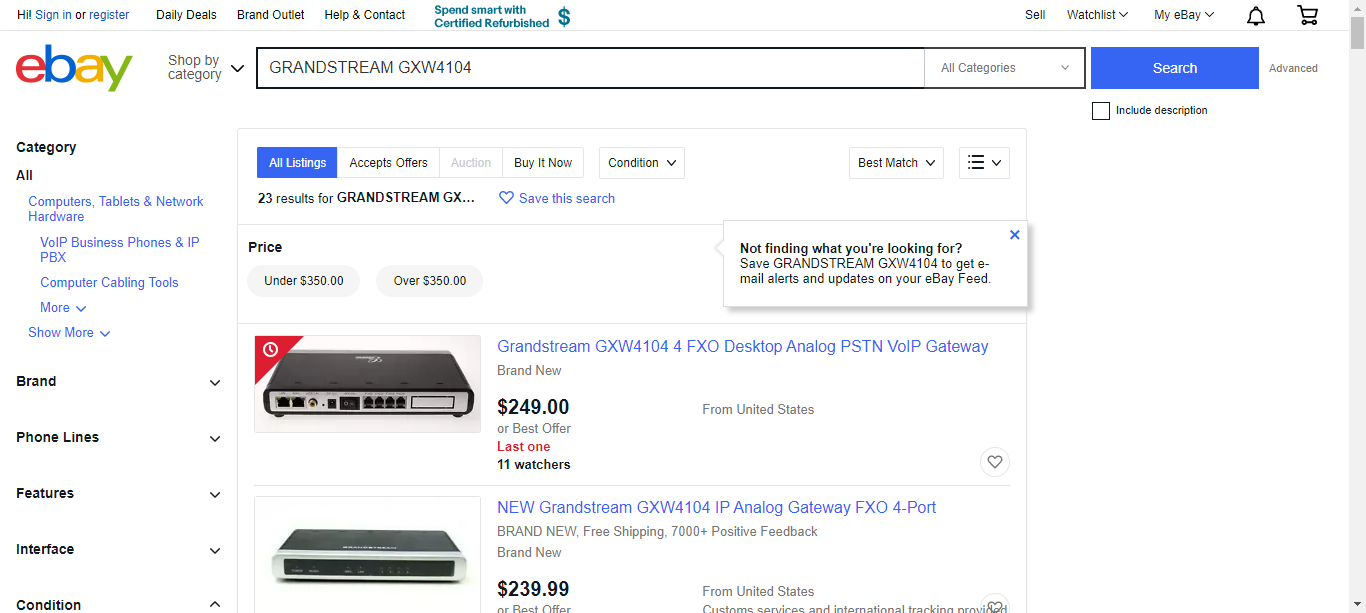 Hi! Sign in or register
Daily Deals
Brand Outlet
Help & Contact
Spend smart with
Certified Refurbished
$
Sell
Watchlist
My eBay
ebay
Shop by
category
GRANDSTREAM GXW4104
All Categories
Search
Advanced
Include description
Category
All
Computers, Tablets & Network
Hardware
VoIP Business Phones & IP
PBX
Computer Cabling Tools
More
Show More
Brand
Phone Lines
Features
Interface
Condition
All Listings
Accepts Offers
Auction
Buy It Now
Condition
Best Match
23 results for GRANDSTREAM GX...
Save this search
Price
Under $350.00
Over $350.00
Not finding what you're looking for?
Save GRANDSTREAM GXW4104 to get e-
mail alerts and updates on your eBay Feed.
Grandstream GXW4104 4 FXO Desktop Analog PSTN VoIP Gateway
Brand New
$249.00
From United States
or Best Offer
Last one
11 watchers
NEW Grandstream GXW4104 IP Analog Gateway FXO 4-Port
BRAND NEW, Free Shipping, 7000+ Positive Feedback
Brand New
$239.99
From United States
or Best Offer
Customs services and international tracking provided
GRANDSTREAM